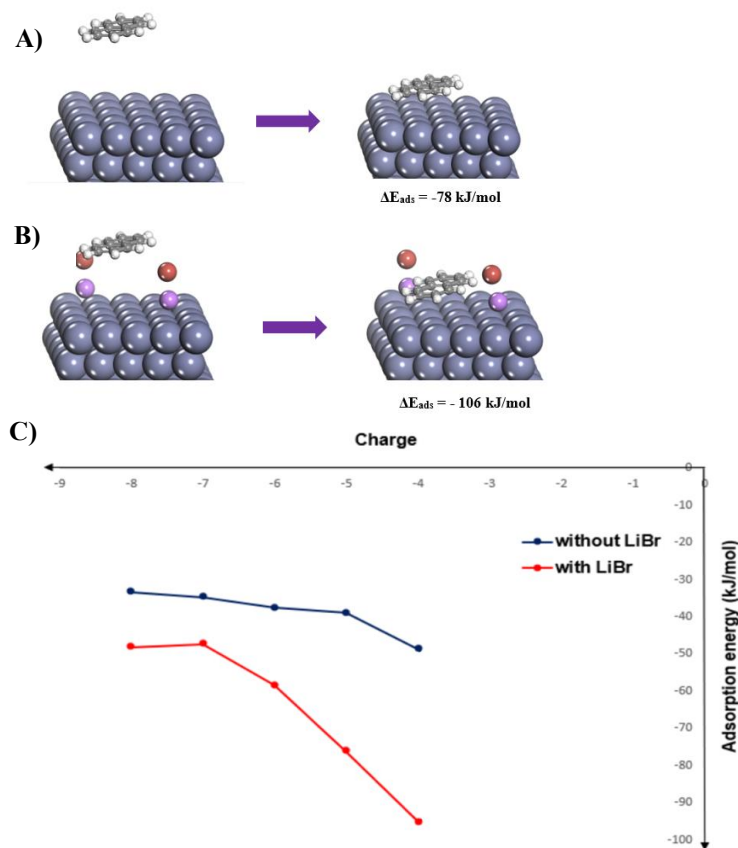 A)
ΔEads = -78 kJ/mol
B)
ΔEads = - 106 kJ/mol
C)
Charge
-9 -8 -7 -6 -5 -4 -3 -2 -1 0
0
-10
-20
-30
-40
-50
-60
-70
-80
-90
-100
without LiBr
with LiBr
Adsorption energy (kJ/mol)